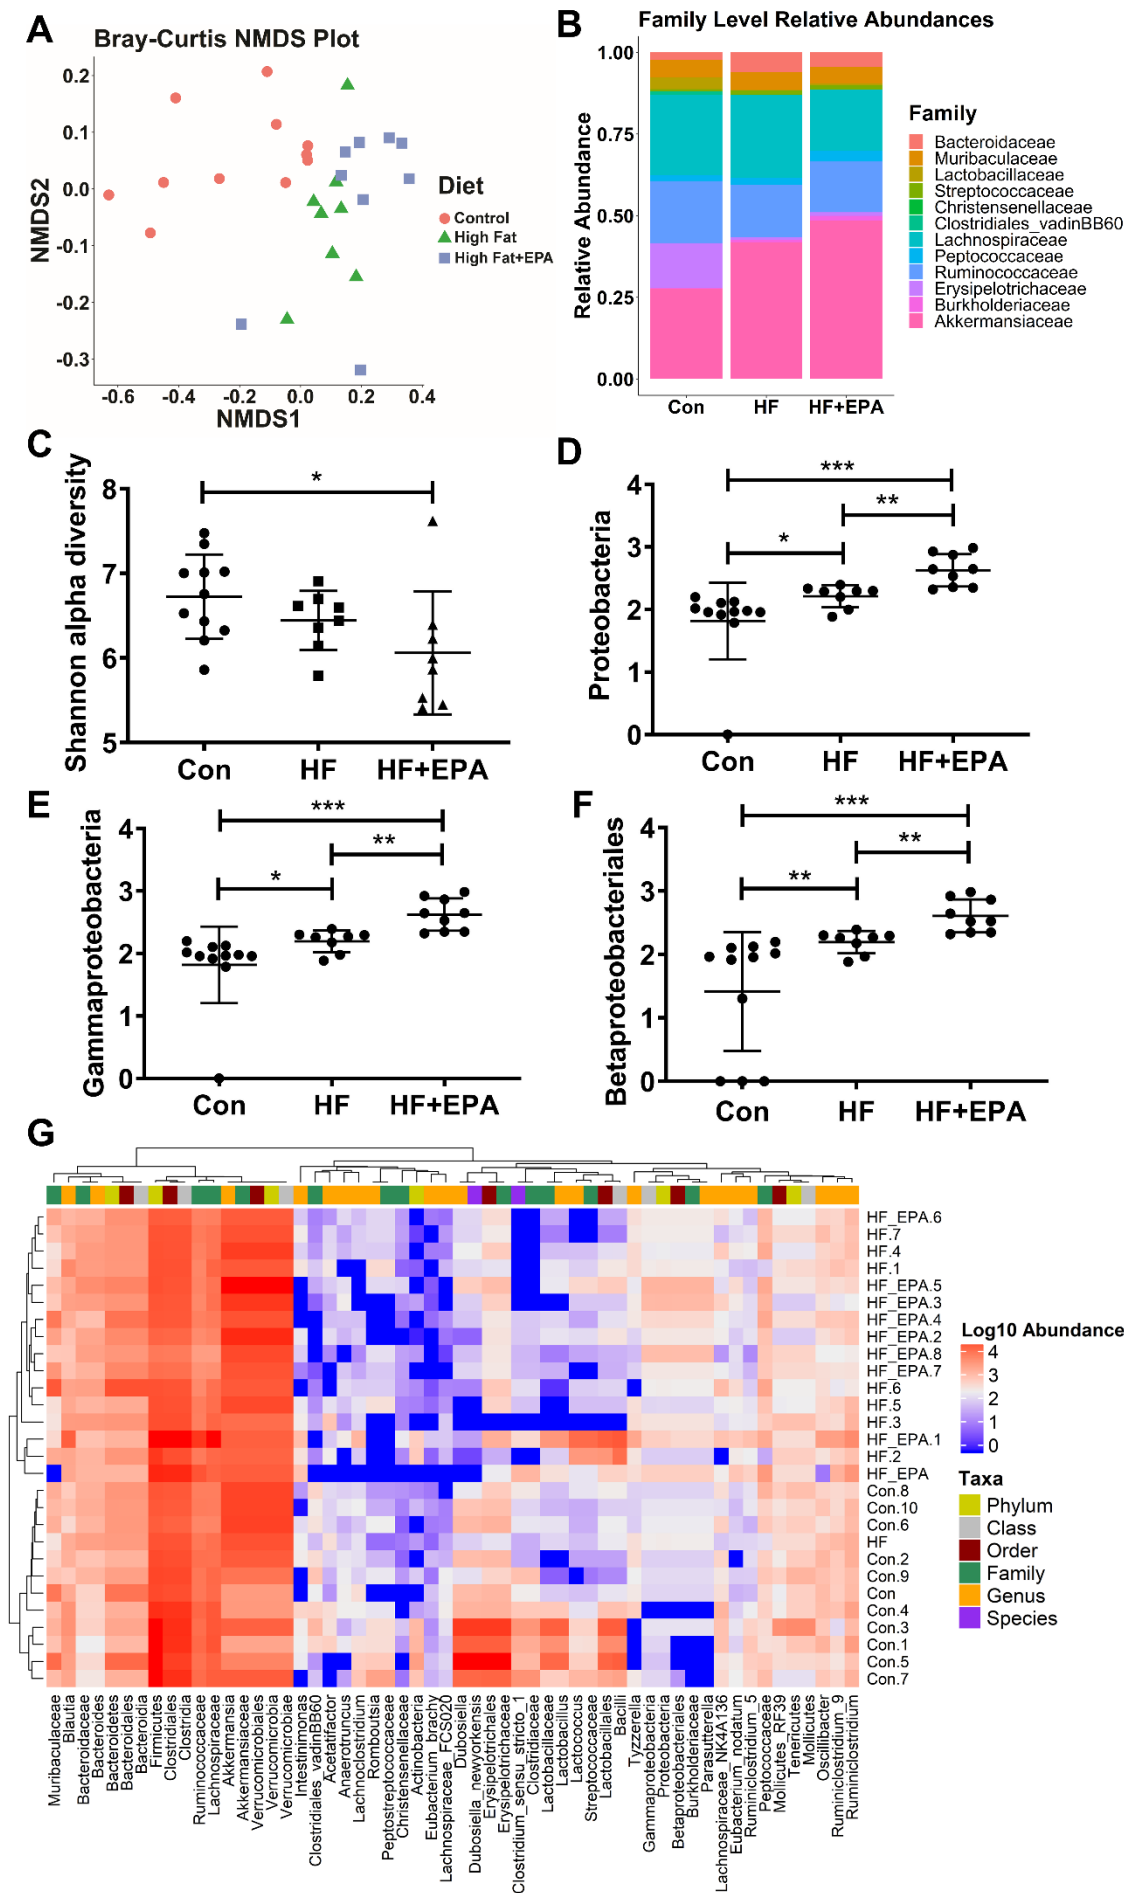 A
Bray-Curtis NMDS Plot
0.2
0.1
0.0
-0.1
-0.2
-0.3
NMDS2
-0.6
-0.4
-0.2
0.0
0.2
0.4
NMDS1
Diet
Control
High Fat
High Fat+EPA
B
Family Level Relative Abundances
1.00
0.75
0.50
0.25
0.00
Relative Abundance
Con
HF
HF+EPA
Family
Bacteroidaceae
Muribaculaceae
Lactobacillaceae
Streptococcaceae
Christensenellaceae
Clostridiales_vadinBB60
Lachnospiraceae
Peptococcaceae
Ruminococcaceae
Erysipelotrichaceae
Burkholderiaceae
Akkermansiaceae
C
Shannon alpha diversity
8
7
6
5
*
Con
HF
HF+EPA
D
Proteobacteria
4
3
2
1
0
***
**
*
Con
HF
HF+EPA
E
Gammaproteobacteria
4
3
2
1
0
***
**
*
Con
HF
HF+EPA
F
Betaproteobacteriales
4
3
2
1
0
***
**
**
Con
HF
HF+EPA
G
HF_EPA.6
HF.7
HF.4
HF.1
HF_EPA.5
HF_EPA.3
HF_EPA.4
HF_EPA.2
HF_EPA.8
HF_EPA.7
HF.6
HF.5
HF.3
HF_EPA.1
HF.2
HF_EPA
Con.8
Con.10
Con.6
HF
Con.2
Con.9
Con
Con.4
Con.3
Con.1
Con.5
Con.7
Log10 Abundance
4
3
2
1
0
Taxa
Phylum
Class
Order
Family
Genus
Species
Muribaculaceae
Blautia
Bacteroidaceae
Bacteroides
Bacteroidetes
Bacteroidales
Bacteroidia
Firmicutes
Clostridiales
Clostridia
Ruminococcaceae
Lachnospiraceae
Akkermansia
Akkermansiaceae
Verrucomicrobiales
Verrucomicrobia
Verrucomicrobiae
Intestinimonas
Clostridiales_vadinBB60
Acetatifactor
Anaerotruncus
Lachnoclostridium
Romboutsia
Peptostreptococcaceae
Christensenellaceae
Actinobacteria
Eubacterium_brachy
Lachnospiraceae_FCS020
Dubosiella
Dubosiella_newyorkensis
Erysipelotrichales
Erysipelotrichaceae
Clostridium_sensu_stricto_1
Clostridiaceae
Lactobacillaceae
Lactobacillus
Lactococcus
Streptococcaceae
Lactobacillales
Bacilli
Tyzzerella
Gammaproteobacteria
Proteobacteria
Betaproteobacteriales
Burkholderiaceae
Parasutterella
Lachnospiraceae_NK4A136
Eubacterium_nodatum
Ruminiclostridium_5
Peptococcaceae
Mollicutes_RF39
Tenericutes
Mollicutes
Oscillibacter
Ruminiclostridium_9
Ruminiclostridium